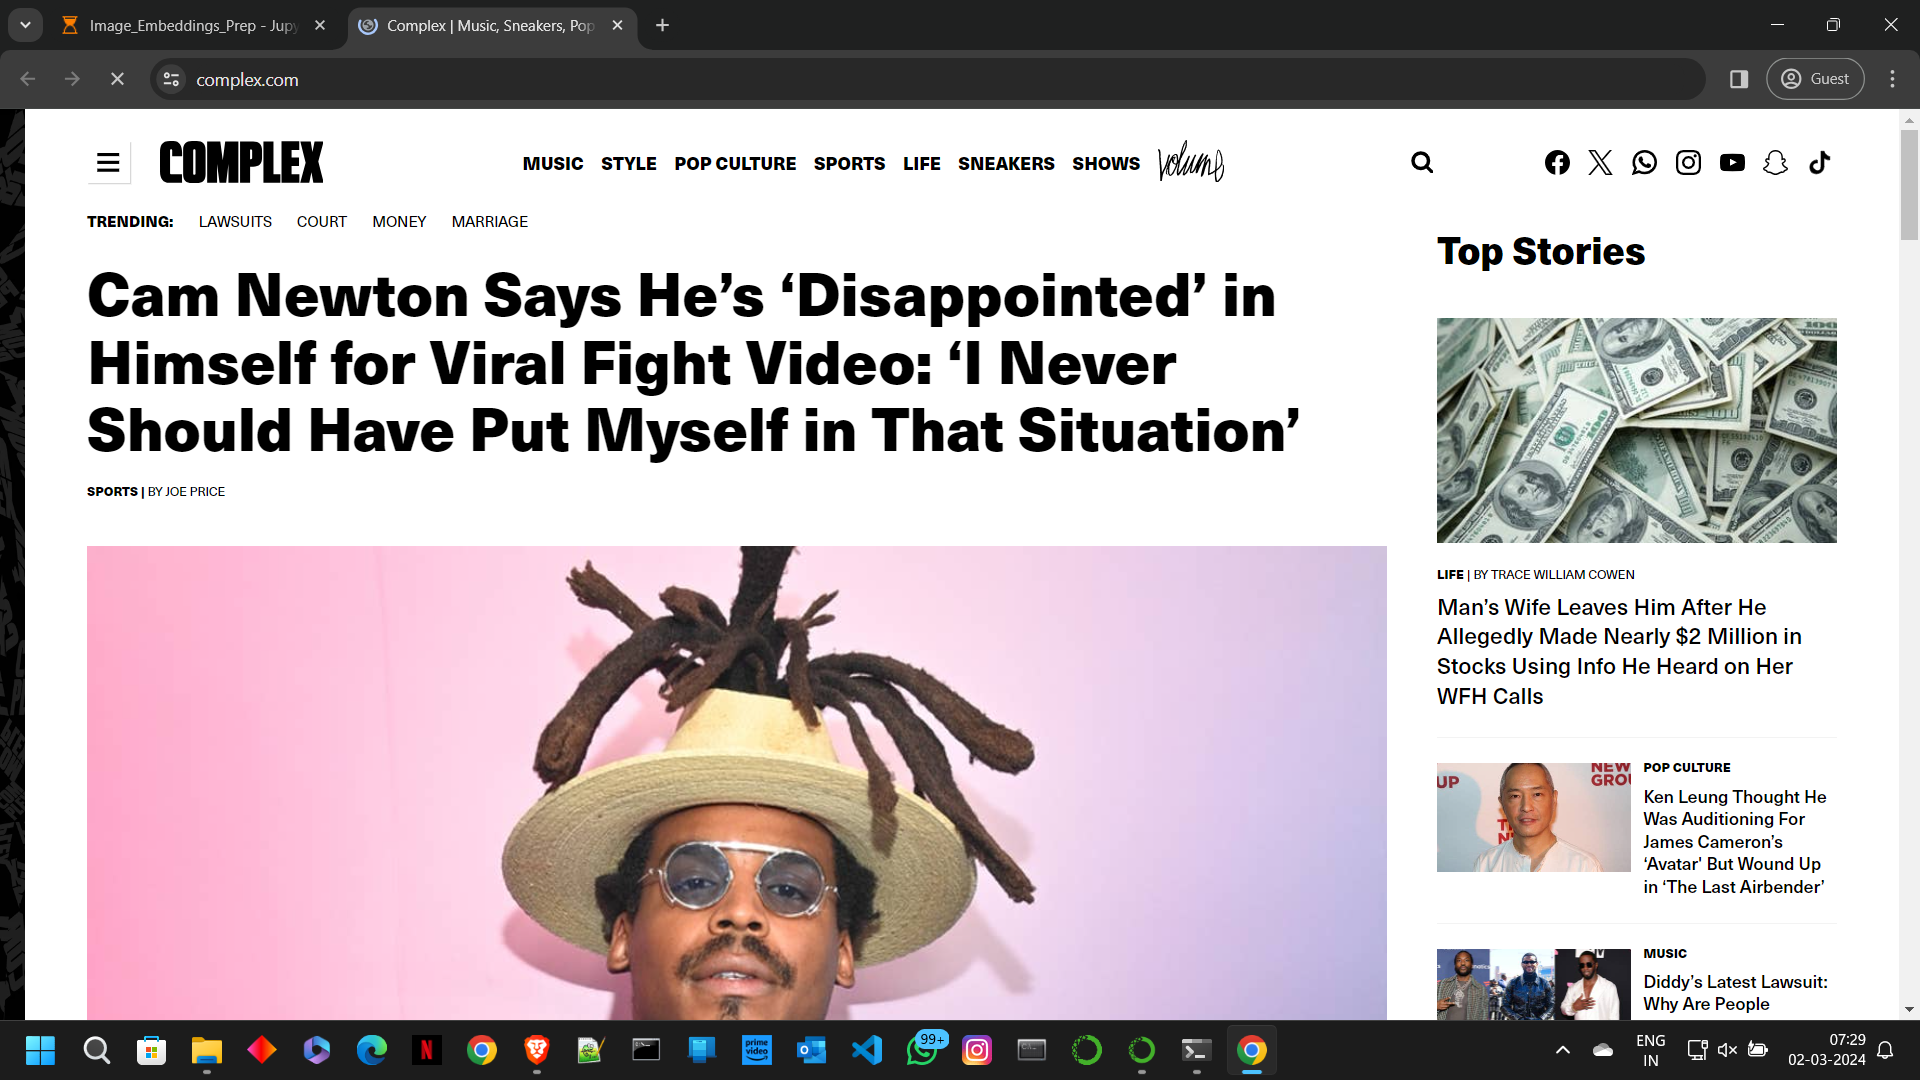 Image_Embeddings_Prep - Jupy
Complex | Music, Sneakers, Pop
complex.com
Guest
COMPLEX
MUSIC STYLE POP CULTURE SPORTS LIFE SNEAKERS SHOWS Volume
TRENDING: LAWSUITS COURT MONEY MARRIAGE
Cam Newton Says He’s ‘Disappointed’ in
Himself for Viral Fight Video: ‘I Never
Should Have Put Myself in That Situation’
SPORTS | BY JOE PRICE
Top Stories
LIFE | BY TRACE WILLIAM COWEN
Man’s Wife Leaves Him After He
Allegedly Made Nearly $2 Million in
Stocks Using Info He Heard on Her
WFH Calls
UP
NEW
GROU
POP CULTURE
Ken Leung Thought He
Was Auditioning For
James Cameron’s
‘Avatar' But Wound Up
in ‘The Last Airbender’
MUSIC
Diddy’s Latest Lawsuit:
Why Are People
prime
video
99+
ENG
IN
07:29
02-03-2024